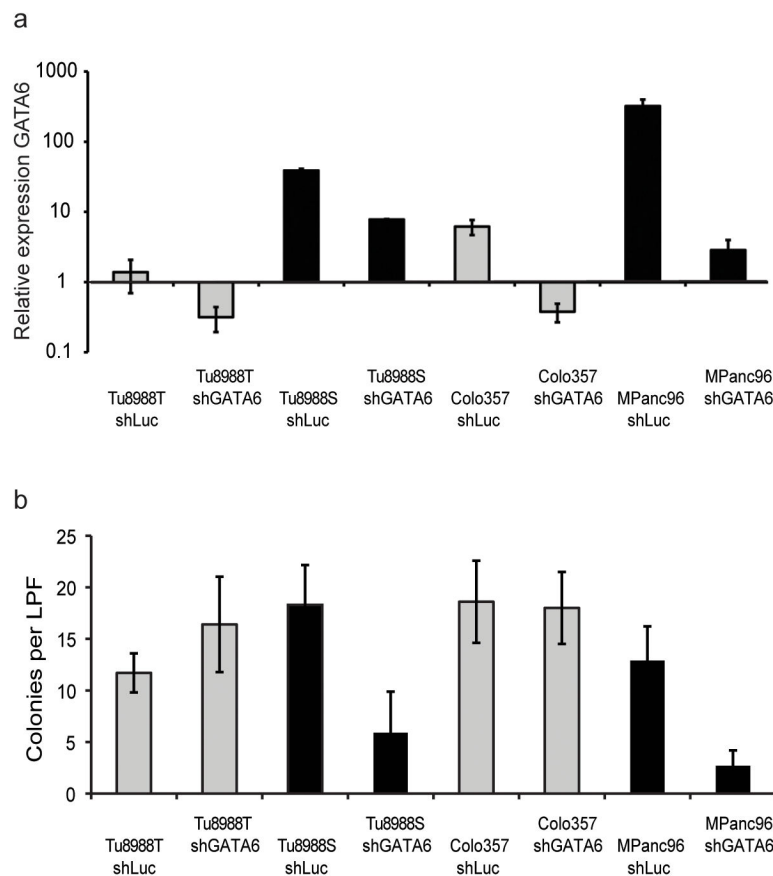 a
Relative expression GATA6
1000
100
10
1
0.1
Tu8988T
shLuc
Tu8988T
shGATA6
Tu8988S
shLuc
Tu8988S
shGATA6
Colo357
shLuc
Colo357
shGATA6
MPanc96
shLuc
MPanc96
shGATA6
b
Colonies per LPF
25
20
15
10
5
0
Tu8988T
shLuc
Tu8988T
shGATA6
Tu8988S
shLuc
Tu8988S
shGATA6
Colo357
shLuc
Colo357
shGATA6
MPanc96
shLuc
MPanc96
shGATA6